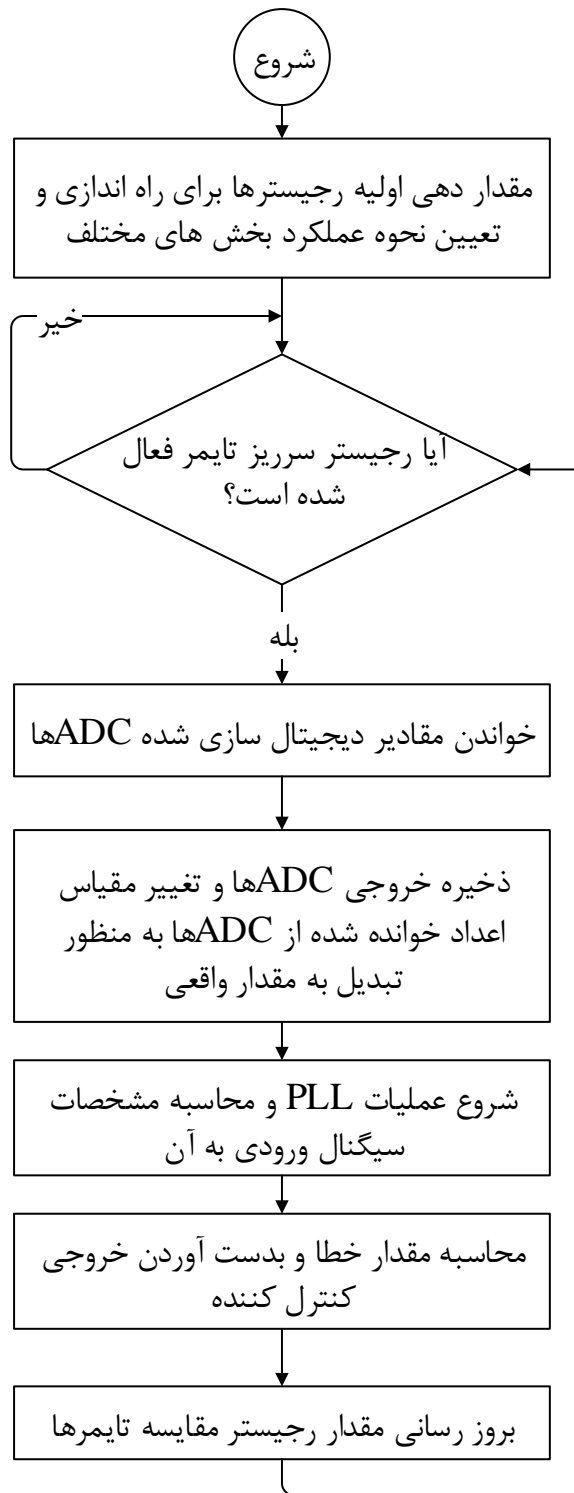 شروع
مقدار دهی اولیه رجیسترها برای راه اندازی و
تعیین نحوه عملکرد بخش های مختلف
خیر
آیا رجیستر سرریز تایمر فعال
شده است؟
بله
خواندن مقادیر دیجیتال سازی شده ADCها
ذخیره خروجی ADCها و تغییر مقیاس
اعداد خوانده شده از ADCها به منظور
تبدیل به مقدار واقعی
شروع عملیات PLL و محاسبه مشخصات
سیگنال ورودی به آن
محاسبه مقدار خطا و بدست آوردن خروجی
کنترل کننده
بروز رسانی مقدار رجیستر مقایسه تایمرها